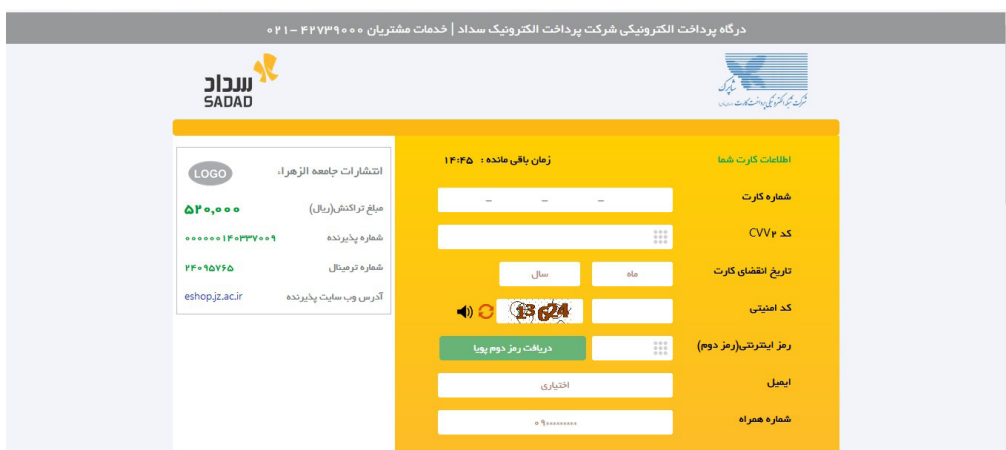 درگاه پرداخت الکترونیکی شرکت پرداخت الکترونیک سداد | خدمات مشتریان ۴۲۷۳۹۰۰۰ -۰۲۱
شاپرک
سداد
SADAD
اطلاعات کارت شما
زمان باقی مانده : ۱۴:۴۵
شماره کارت
– – –
کد CVV۲
تاریخ انقضای کارت
ماه
سال
کد امنیتی
رمز اینترنتی(رمز دوم)
دریافت رمز دوم پویا
ایمیل
اختیاری
شماره همراه
۰۹*********
انتشارات جامعه الزهراء
LOGO
مبلغ تراکنش(ریال)
۵۲۰,۰۰۰
شماره پذیرنده
۰۰۰۰۰۰۱۴۰۳۳۷۰۰۹
شماره ترمینال
۲۴۰۹۵۷۶۵
آدرس وب سایت پذیرنده
eshop.jz.ac.ir